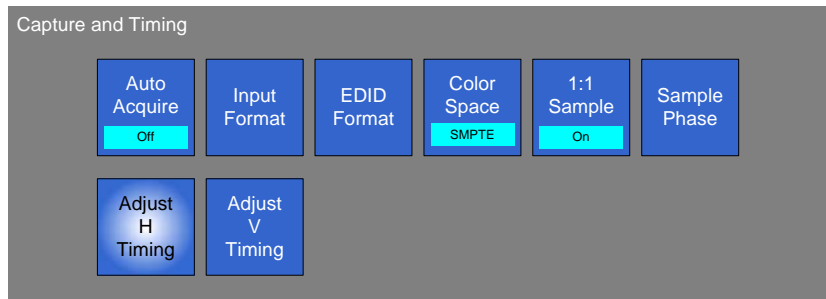 Capture and Timing
Auto
Acquire
Off
Input
Format
EDID
Format
Color
Space
SMPTE
1:1
Sample
On
Sample
Phase
Adjust
H
Timing
Adjust
V
Timing